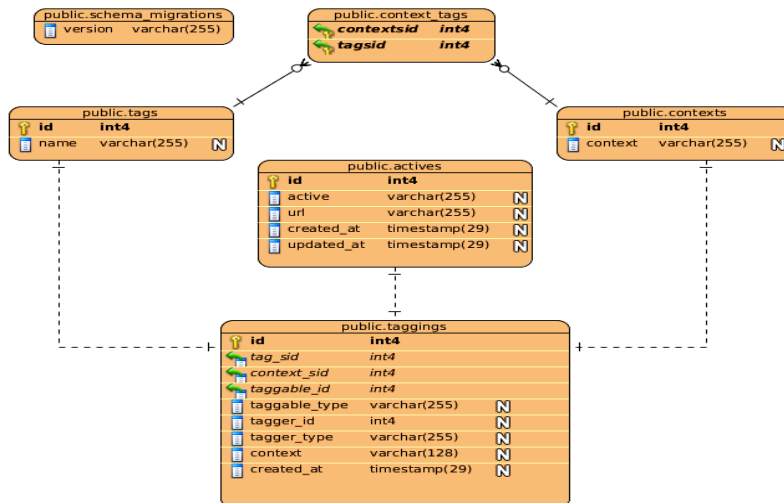 public.schema_migrations
version varchar(255)
public.context_tags
contextsid int4
tagsid int4
public.tags
id int4
name varchar(255) N
public.contexts
id int4
context varchar(255) N
public.actives
id int4
active varchar(255) N
url varchar(255) N
created_at timestamp(29) N
updated_at timestamp(29) N
public.taggings
id int4
tag_sid int4
context_sid int4
taggable_id int4
taggable_type varchar(255) N
tagger_id int4 N
tagger_type varchar(255) N
context varchar(128) N
created_at timestamp(29) N